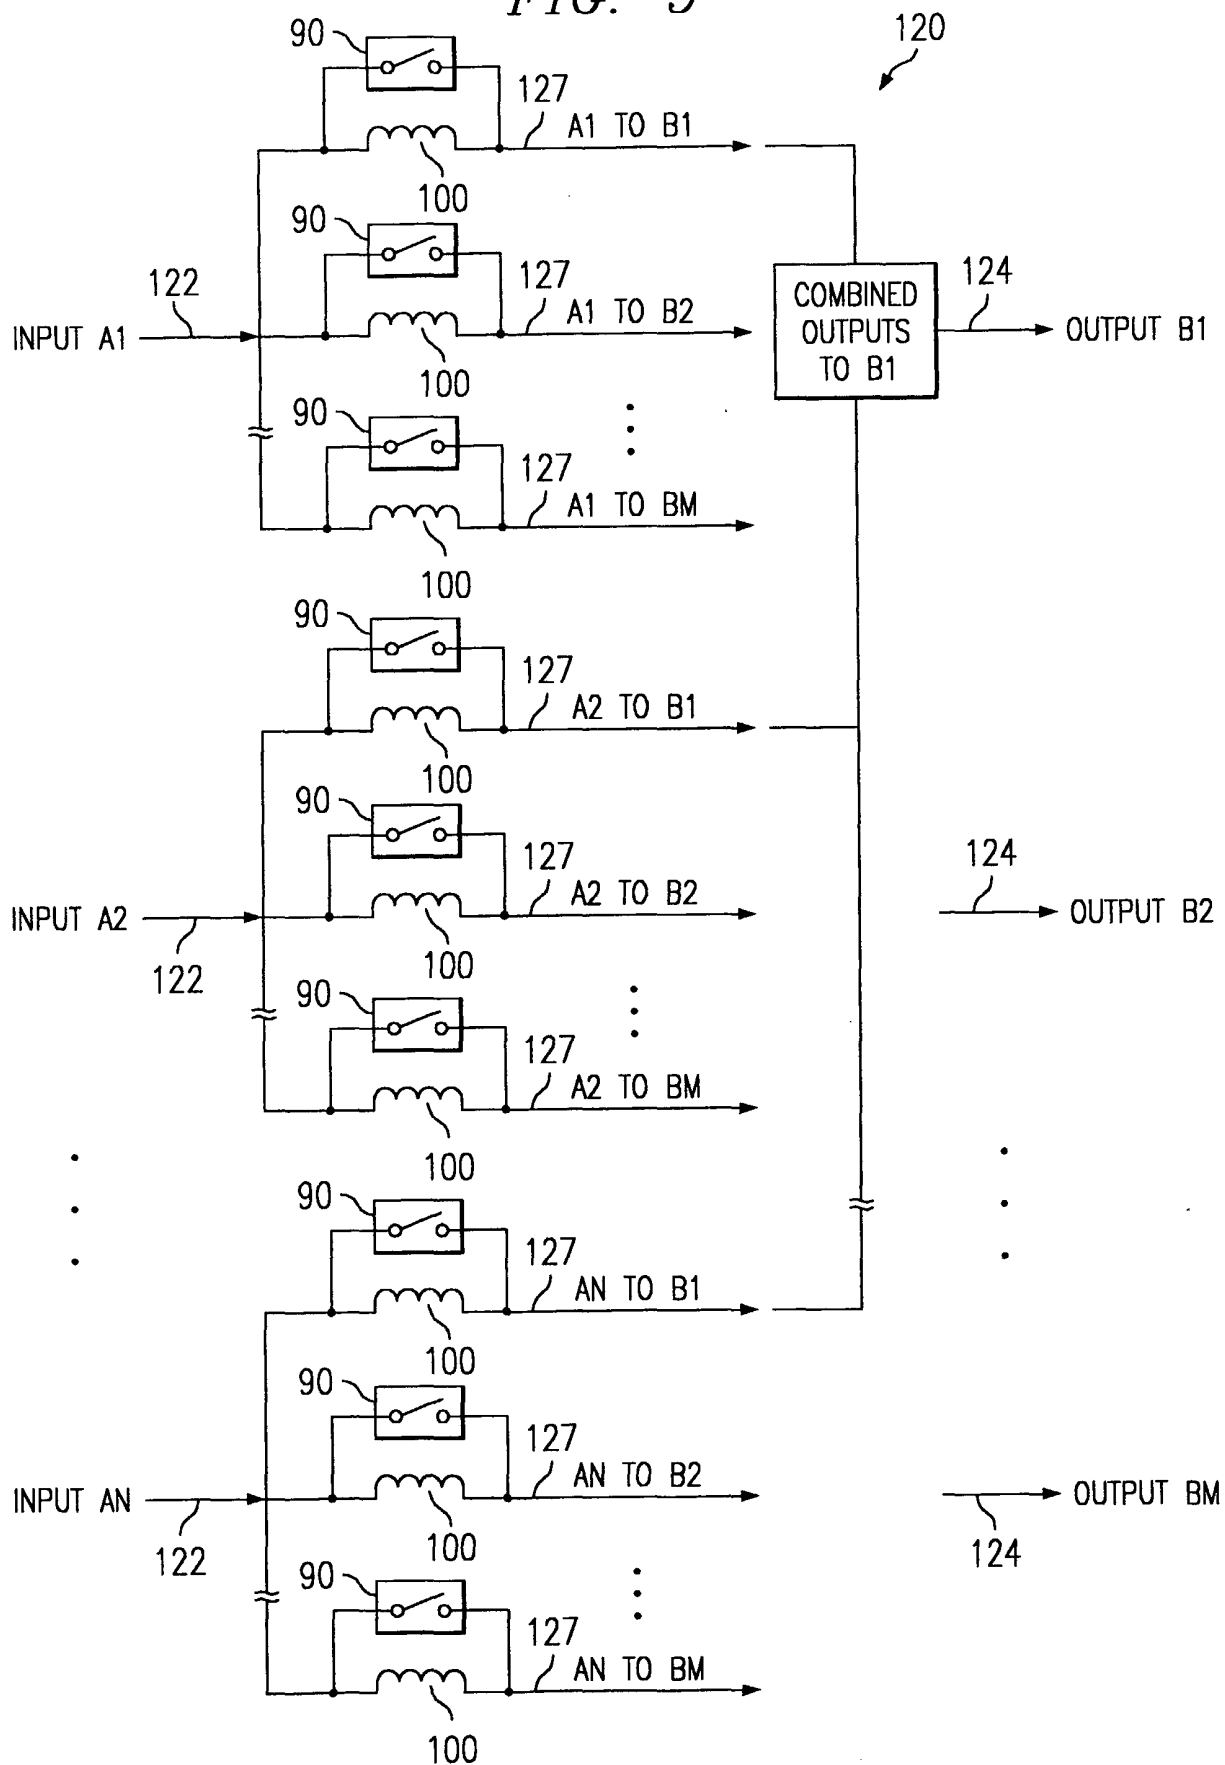 FIG. 5
120
90
127
A1 TO B1
100
90
122
127
124
INPUT A1
A1 TO B2
COMBINED
OUTPUTS
TO B1
OUTPUT B1
100
90
127
A1 TO BM
100
90
127
A2 TO B1
100
90
127
124
INPUT A2
A2 TO B2
OUTPUT B2
122
100
90
127
A2 TO BM
100
90
127
AN TO B1
100
90
127
INPUT AN
AN TO B2
OUTPUT BM
122
100
124
90
127
AN TO BM
100